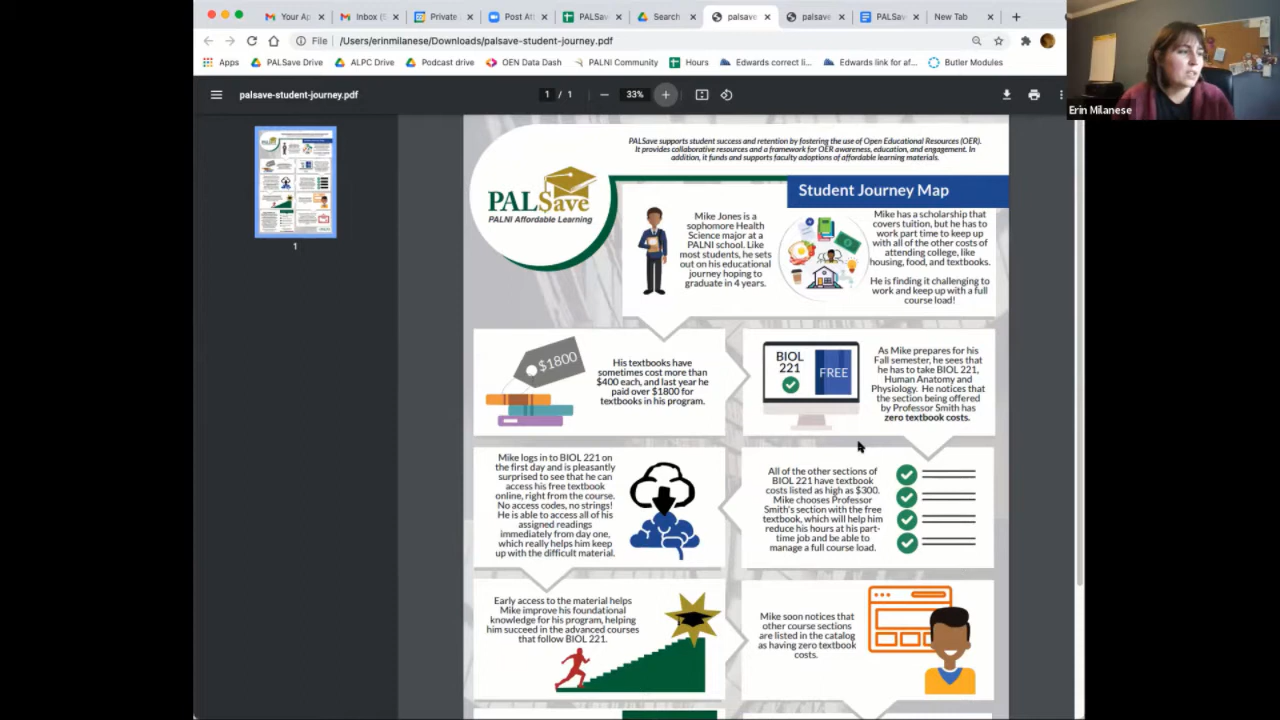 Your Ap
Inbox (
Private
Post Att
PALSav
Search
palsave
palsave
PALSav
New Tab
File
/Users/erinmilanese/Downloads/palsave-student-journey.pdf
Apps
PALSave Drive
ALPC Drive
Podcast drive
OEN Data Dash
PALNI Community
Hours
Edwards correct li...
Edwards link for af...
Butler Modules
Erin Milanese
palsave-student-journey.pdf
1 / 1
33%
1
PALSave supports student success and retention by fostering the use of Open Educational Resources (OER).
It provides collaborative resources and a framework for OER awareness, education, and engagement. In
addition, it funds and supports faculty adoptions of affordable learning materials.
PALSave
PALNI Affordable Learning
Student Journey Map
Mike Jones is a
sophomore Health
Science major at a
PALNI school. Like
most students, he sets
out on his educational
journey hoping to
graduate in 4 years.
Mike has a scholarship that
covers tuition, but he has to
work part time to keep up
with all of the other costs of
attending college, like
housing, food, and textbooks.
He is finding it challenging to
work and keep up with a full
course load!
$1800
His textbooks have
sometimes cost more than
$400 each, and last year he
paid over $1800 for
textbooks in his program.
BIOL
221
FREE
As Mike prepares for his
Fall semester, he sees that
he has to take BIOL 221,
Human Anatomy and
Physiology. He notices that
the section being offered
by Professor Smith has
zero textbook costs.
Mike logs in to BIOL 221 on
the first day and is pleasantly
surprised to see that he can
access his free textbook
online, right from the course.
No access codes, no strings!
He is able to access all of his
assigned readings
immediately from day one,
which really helps him keep
up with the difficult material.
All of the other sections of
BIOL 221 have textbook
costs listed as high as $300.
Mike chooses Professor
Smith's section with the free
textbook, which will help him
reduce his hours at his part-
time job and be able to
manage a full course load.
Early access to the material helps
Mike improve his foundational
knowledge for his program, helping
him succeed in the advanced courses
that follow BIOL 221.
Mike soon notices that
other course sections
are listed in the catalog
as having zero textbook
costs.